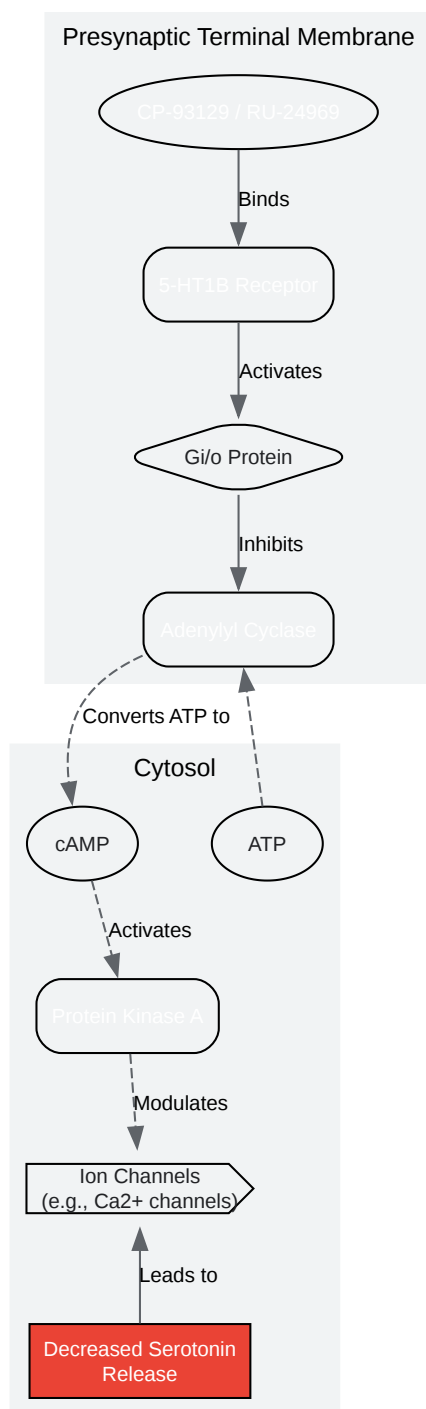 Presynaptic Terminal Membrane
CP-93129 / RU-24969
Binds
5-HT1B Receptor
Activates
Gi/o Protein
Inhibits
Adenylyl Cyclase
Converts ATP to
Cytosol
cAMP
ATP
Activates
Protein Kinase A
Modulates
Ion Channels
(e.g., Ca2+ channels)
Leads to
Decreased Serotonin
Release